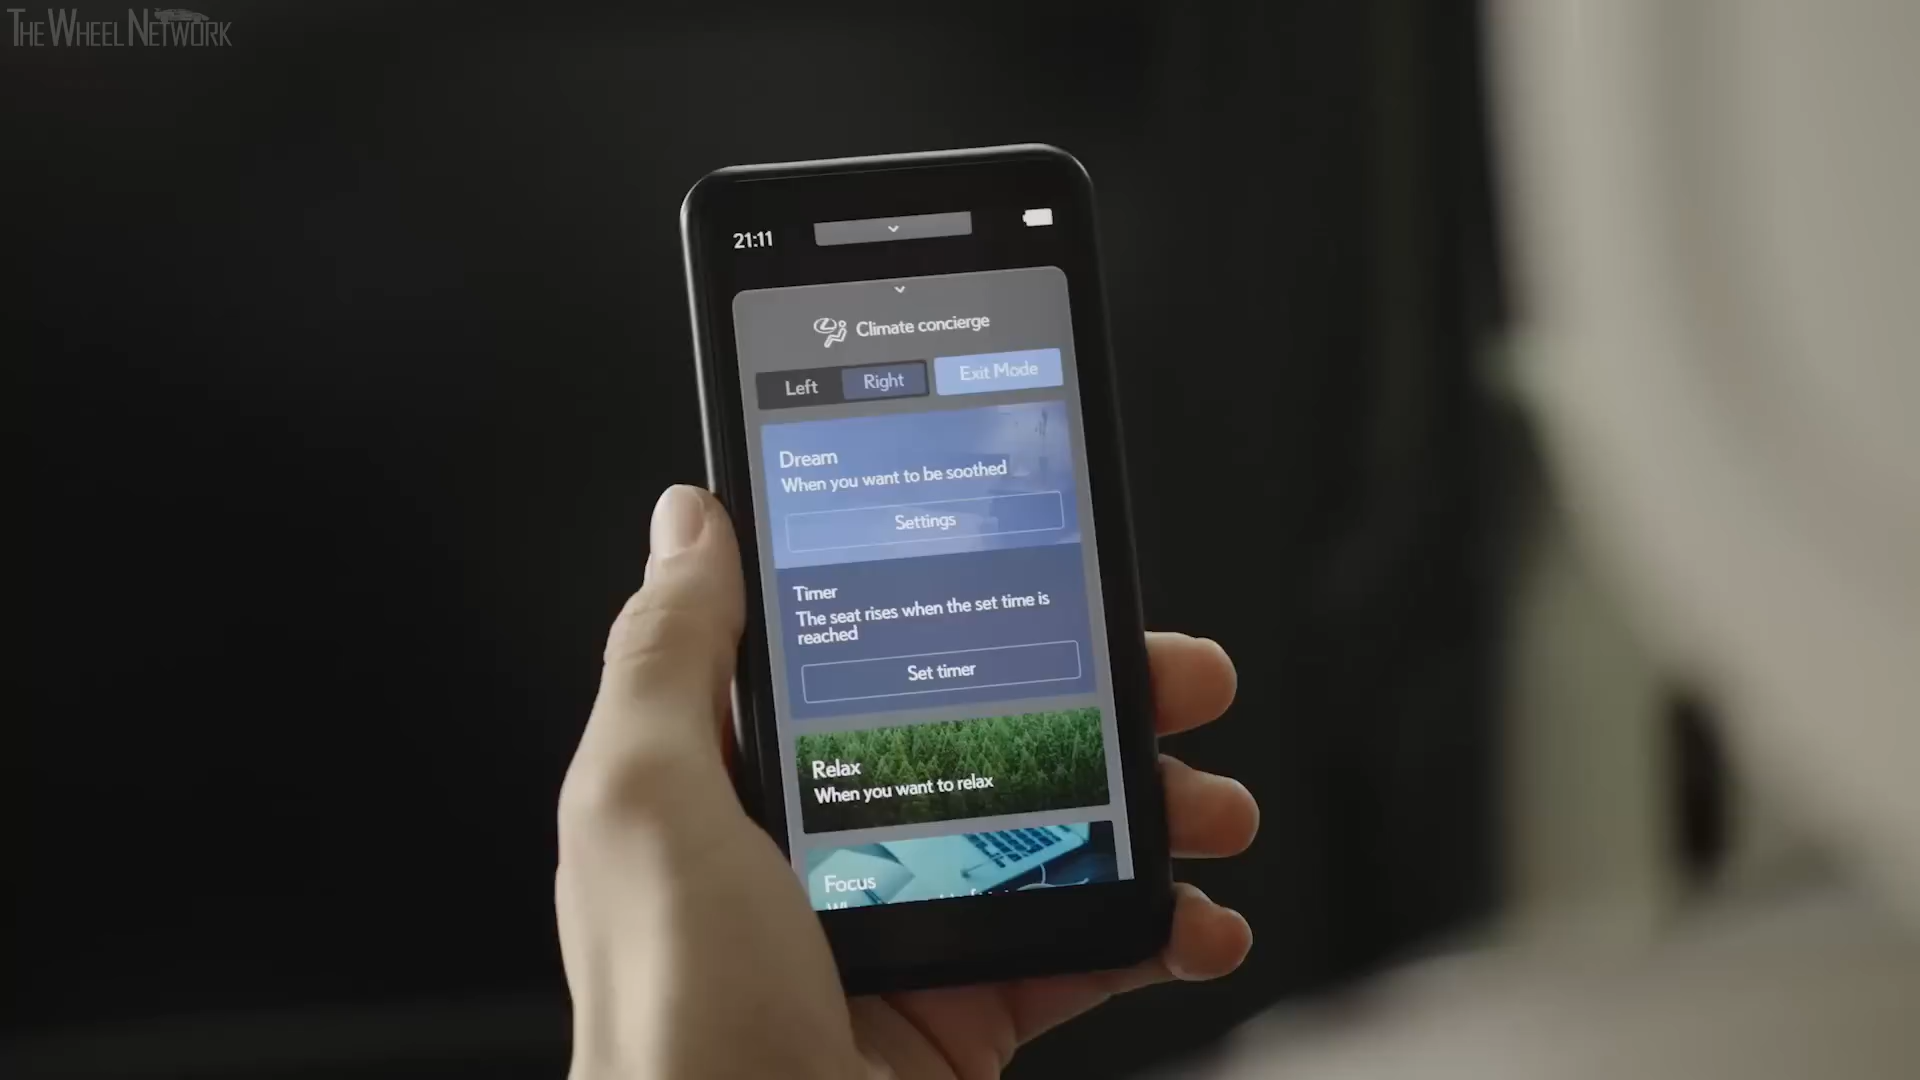 THE WHEEL NETWORK
21:11
Climate concierge
Left Right Exit Mode
Dream
When you want to be soothed
Settings
Timer
The seat rises when the set time is
reached
Set timer
Relax
When you want to relax
Focus